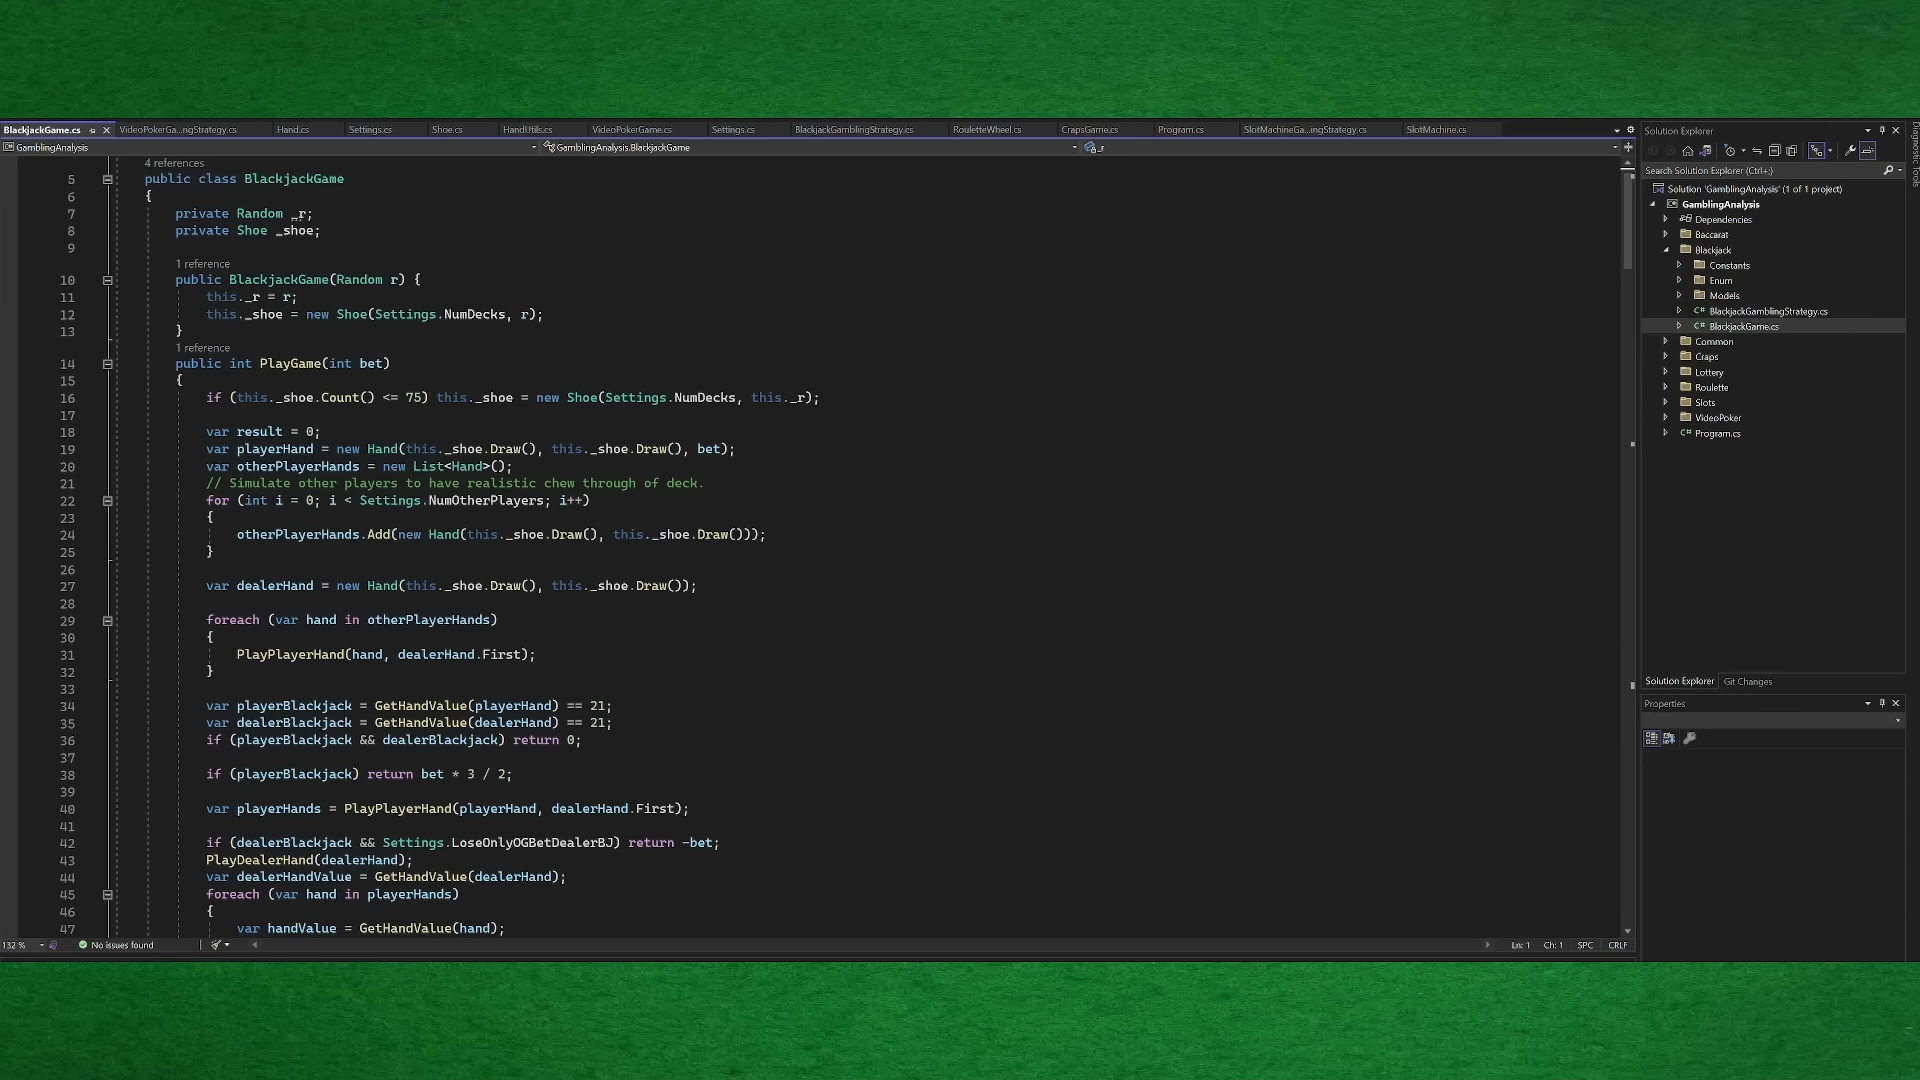 BlackjackGame.cs
VideoPokerGa...ngStrategy.cs
Hand.cs
Settings.cs
Shoe.cs
HandUtils.cs
VideoPokerGame.cs
Settings.cs
BlackjackGamblingStrategy.cs
RouletteWheel.cs
CrapsGame.cs
Program.cs
SlotMachineGa...ingStrategy.cs
SlotMachine.cs
GamblingAnalysis
GamblingAnalysis.BlackjackGame
_r
4 references
5 public class BlackjackGame
6 {
7 private Random _r;
8 private Shoe _shoe;
9
1 reference
10 public BlackjackGame(Random r) {
11 this._r = r;
12 this._shoe = new Shoe(Settings.NumDecks, r);
13 }
1 reference
14 public int PlayGame(int bet)
15 {
16 if (this._shoe.Count() <= 75) this._shoe = new Shoe(Settings.NumDecks, this._r);
17
18 var result = 0;
19 var playerHand = new Hand(this._shoe.Draw(), this._shoe.Draw(), bet);
20 var otherPlayerHands = new List<Hand>();
21 // Simulate other players to have realistic chew through of deck.
22 for (int i = 0; i < Settings.NumOtherPlayers; i++)
23 {
24 otherPlayerHands.Add(new Hand(this._shoe.Draw(), this._shoe.Draw()));
25 }
26
27 var dealerHand = new Hand(this._shoe.Draw(), this._shoe.Draw());
28
29 foreach (var hand in otherPlayerHands)
30 {
31 PlayPlayerHand(hand, dealerHand.First);
32 }
33
34 var playerBlackjack = GetHandValue(playerHand) == 21;
35 var dealerBlackjack = GetHandValue(dealerHand) == 21;
36 if (playerBlackjack && dealerBlackjack) return 0;
37
38 if (playerBlackjack) return bet * 3 / 2;
39
40 var playerHands = PlayPlayerHand(playerHand, dealerHand.First);
41
42 if (dealerBlackjack && Settings.LoseOnlyOGBetDealerBJ) return -bet;
43 PlayDealerHand(dealerHand);
44 var dealerHandValue = GetHandValue(dealerHand);
45 foreach (var hand in playerHands)
46 {
47 var handValue = GetHandValue(hand);
132 %
No issues found
Ln: 1
Ch: 1
SPC
CRLF
Solution Explorer
Search Solution Explorer (Ctrl+;)
Solution 'GamblingAnalysis' (1 of 1 project)
GamblingAnalysis
Dependencies
Baccarat
Blackjack
Constants
Enum
Models
C# BlackjackGamblingStrategy.cs
C# BlackjackGame.cs
Common
Craps
Lottery
Roulette
Slots
VideoPoker
C# Program.cs
Solution Explorer
Git Changes
Properties
Diagnostic Tools